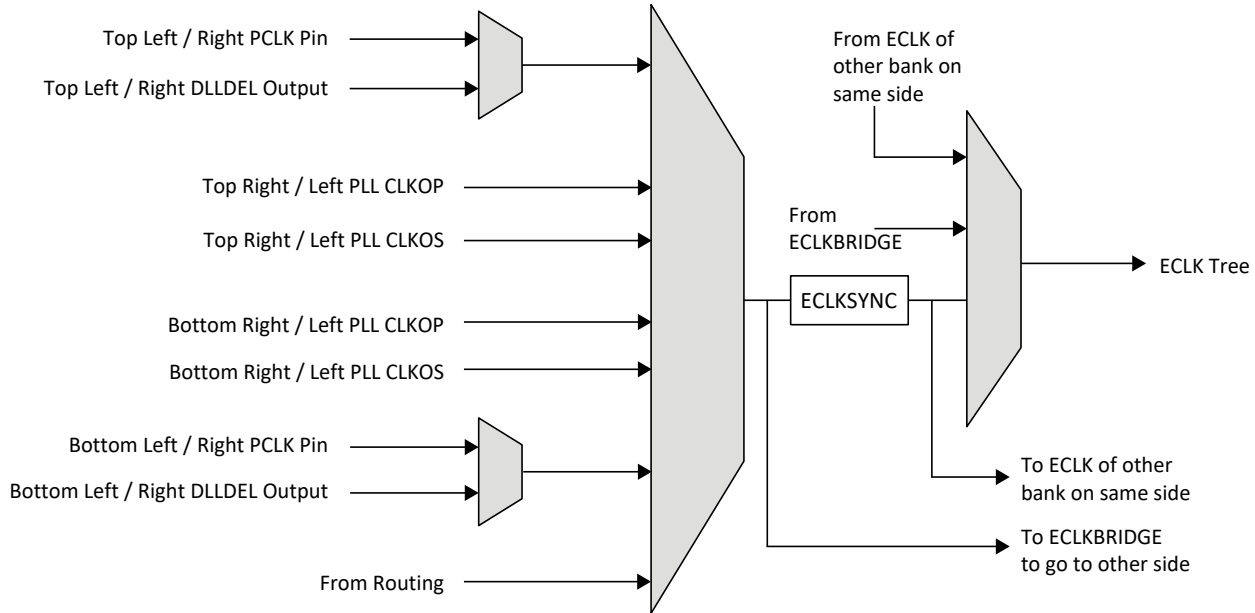 Top Left / Right PCLK Pin
Top Left / Right DLLDEL Output
Top Right / Left PLL CLKOP
Top Right / Left PLL CLKOS
Bottom Right / Left PLL CLKOP
Bottom Right / Left PLL CLKOS
Bottom Left / Right PCLK Pin
Bottom Left / Right DLLDEL Output
From Routing
From ECLK of
other bank on
same side
From
ECLKBRIDGE
ECLKSYNC
ECLK Tree
To ECLK of other
bank on same side
To ECLKBRIDGE
to go to other side